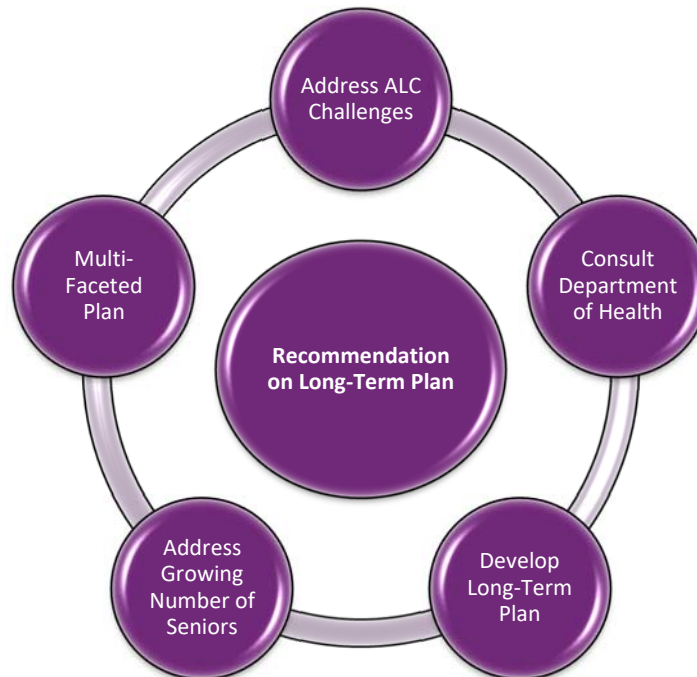 Address ALC
Challenges
Consult
Department
of Health
Develop
Long-Term
Plan
Address
Growing
Number of
Seniors
Multi-
Faceted
Plan
Recommendation
on Long-Term Plan